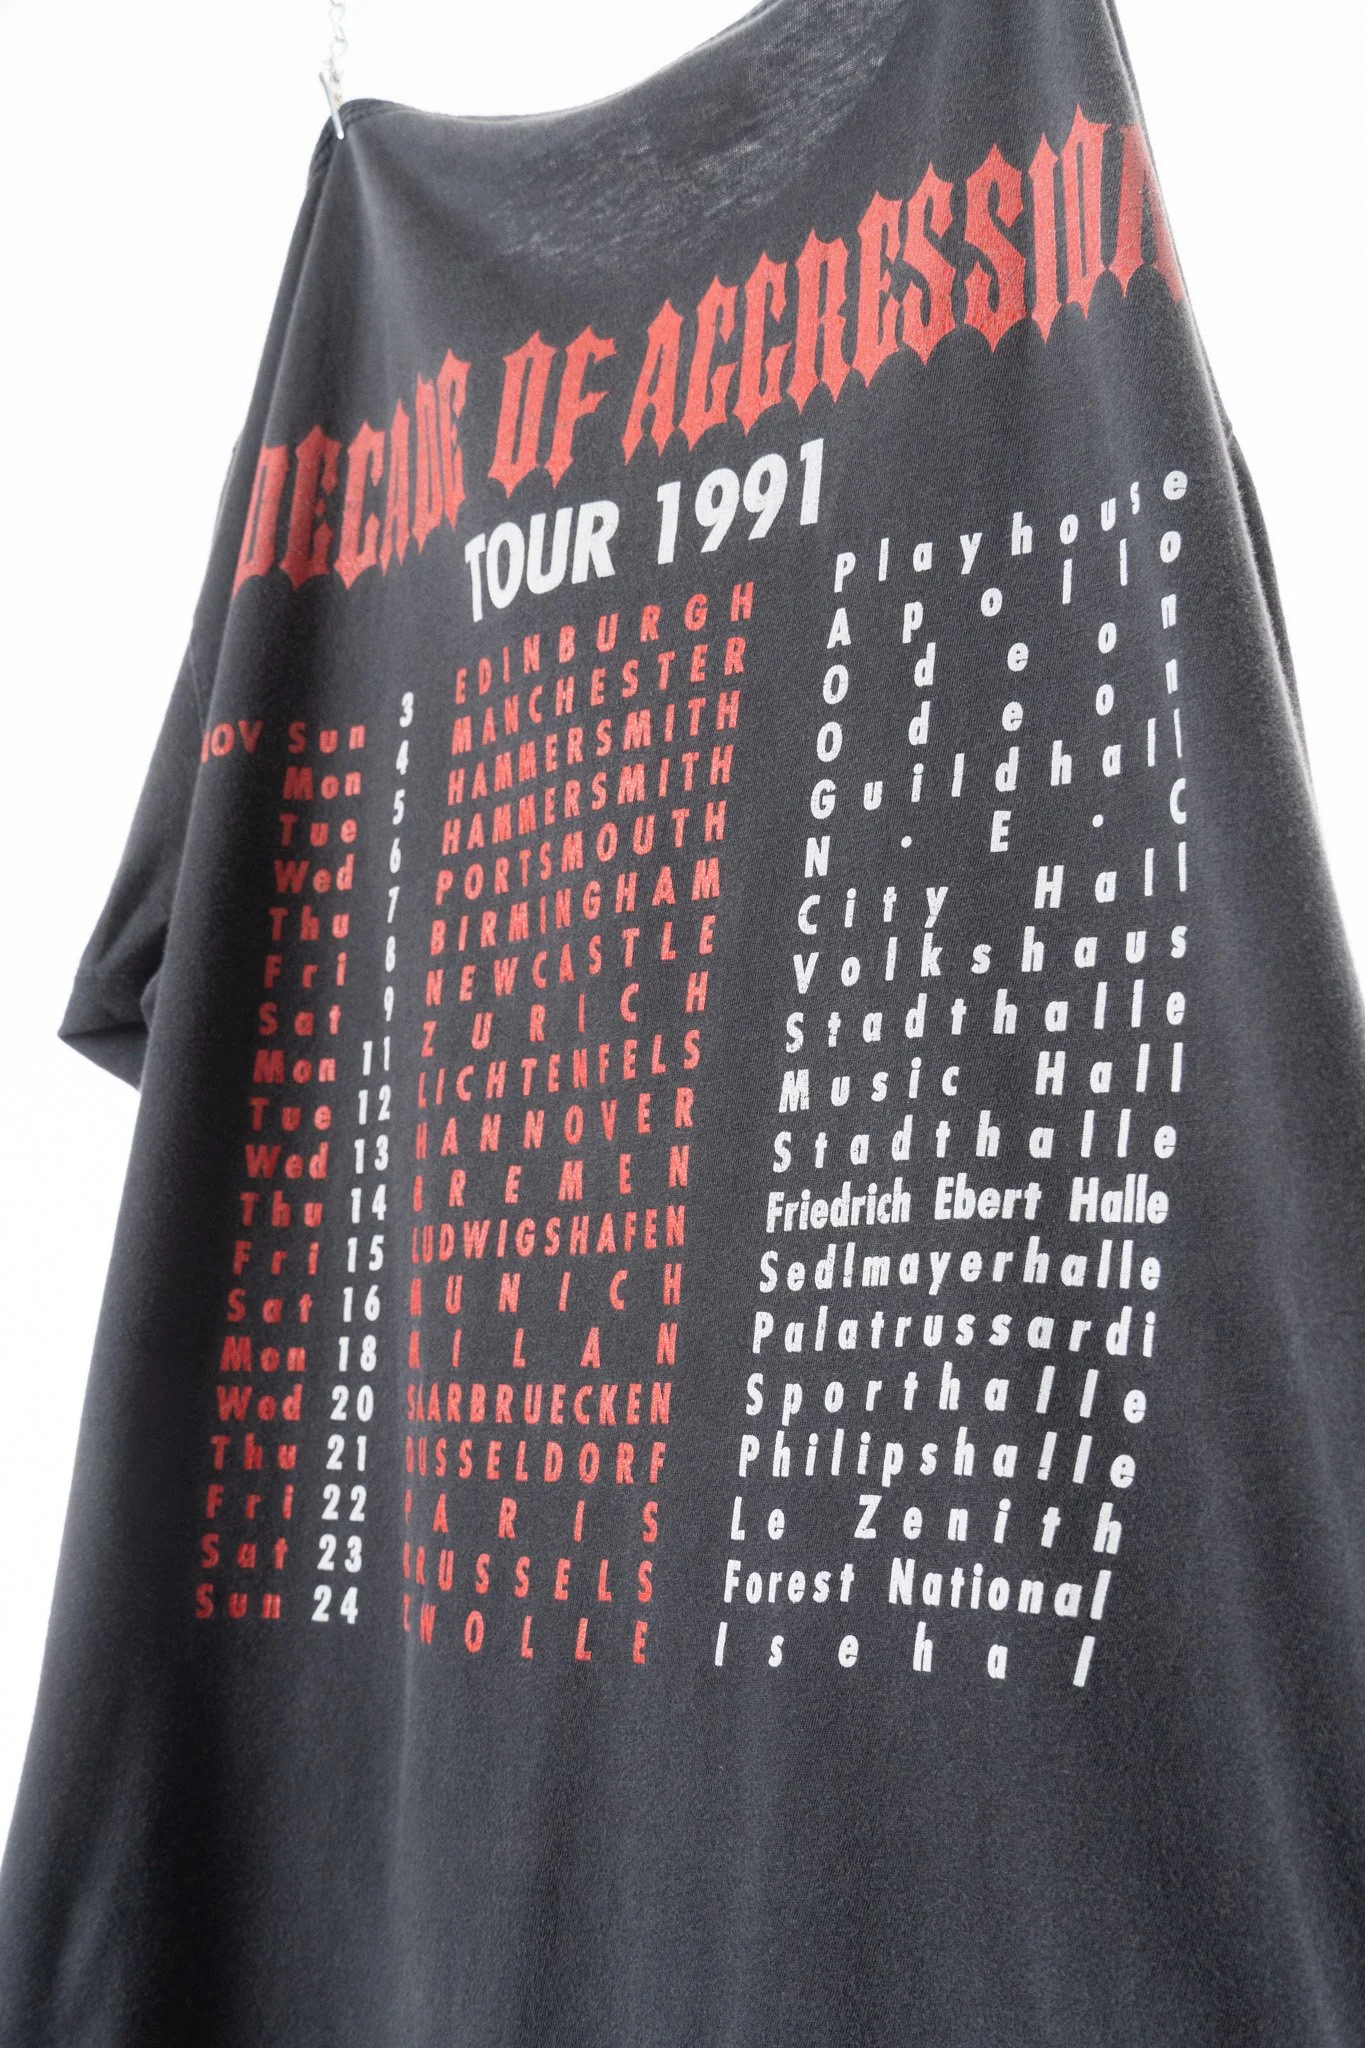 DECADE OF AGGRESSION
TOUR 1991
NOV Sun 3 EDINBURGH Playhouse
Mon 4 MANCHESTER Apollo
Tue 5 HAMMERSMITH Odeon
Wed 6 HAMMERSMITH Odeon
Thu 7 PORTSMOUTH Guildhall
Fri 8 BIRMINGHAM N.E.C
Sat 9 NEWCASTLE City Hall
Mon 11 ZURICH Volkshaus
Tue 12 LICHTENFELS Stadthalle
Wed 13 HANNOVER Music Hall
Thu 14 BREMEN Stadthalle
Fri 15 LUDWIGSHAFEN Friedrich Ebert Halle
Sat 16 MUNICH Sedlmayerhalle
Mon 18 MILAN Palatrussardi
Wed 20 SAARBRUECKEN Sporthalle
Thu 21 DUSSELDORF Philipshalle
Fri 22 PARIS Le Zenith
Sat 23 BRUSSELS Forest National
Sun 24 ZWOLLE Isehal